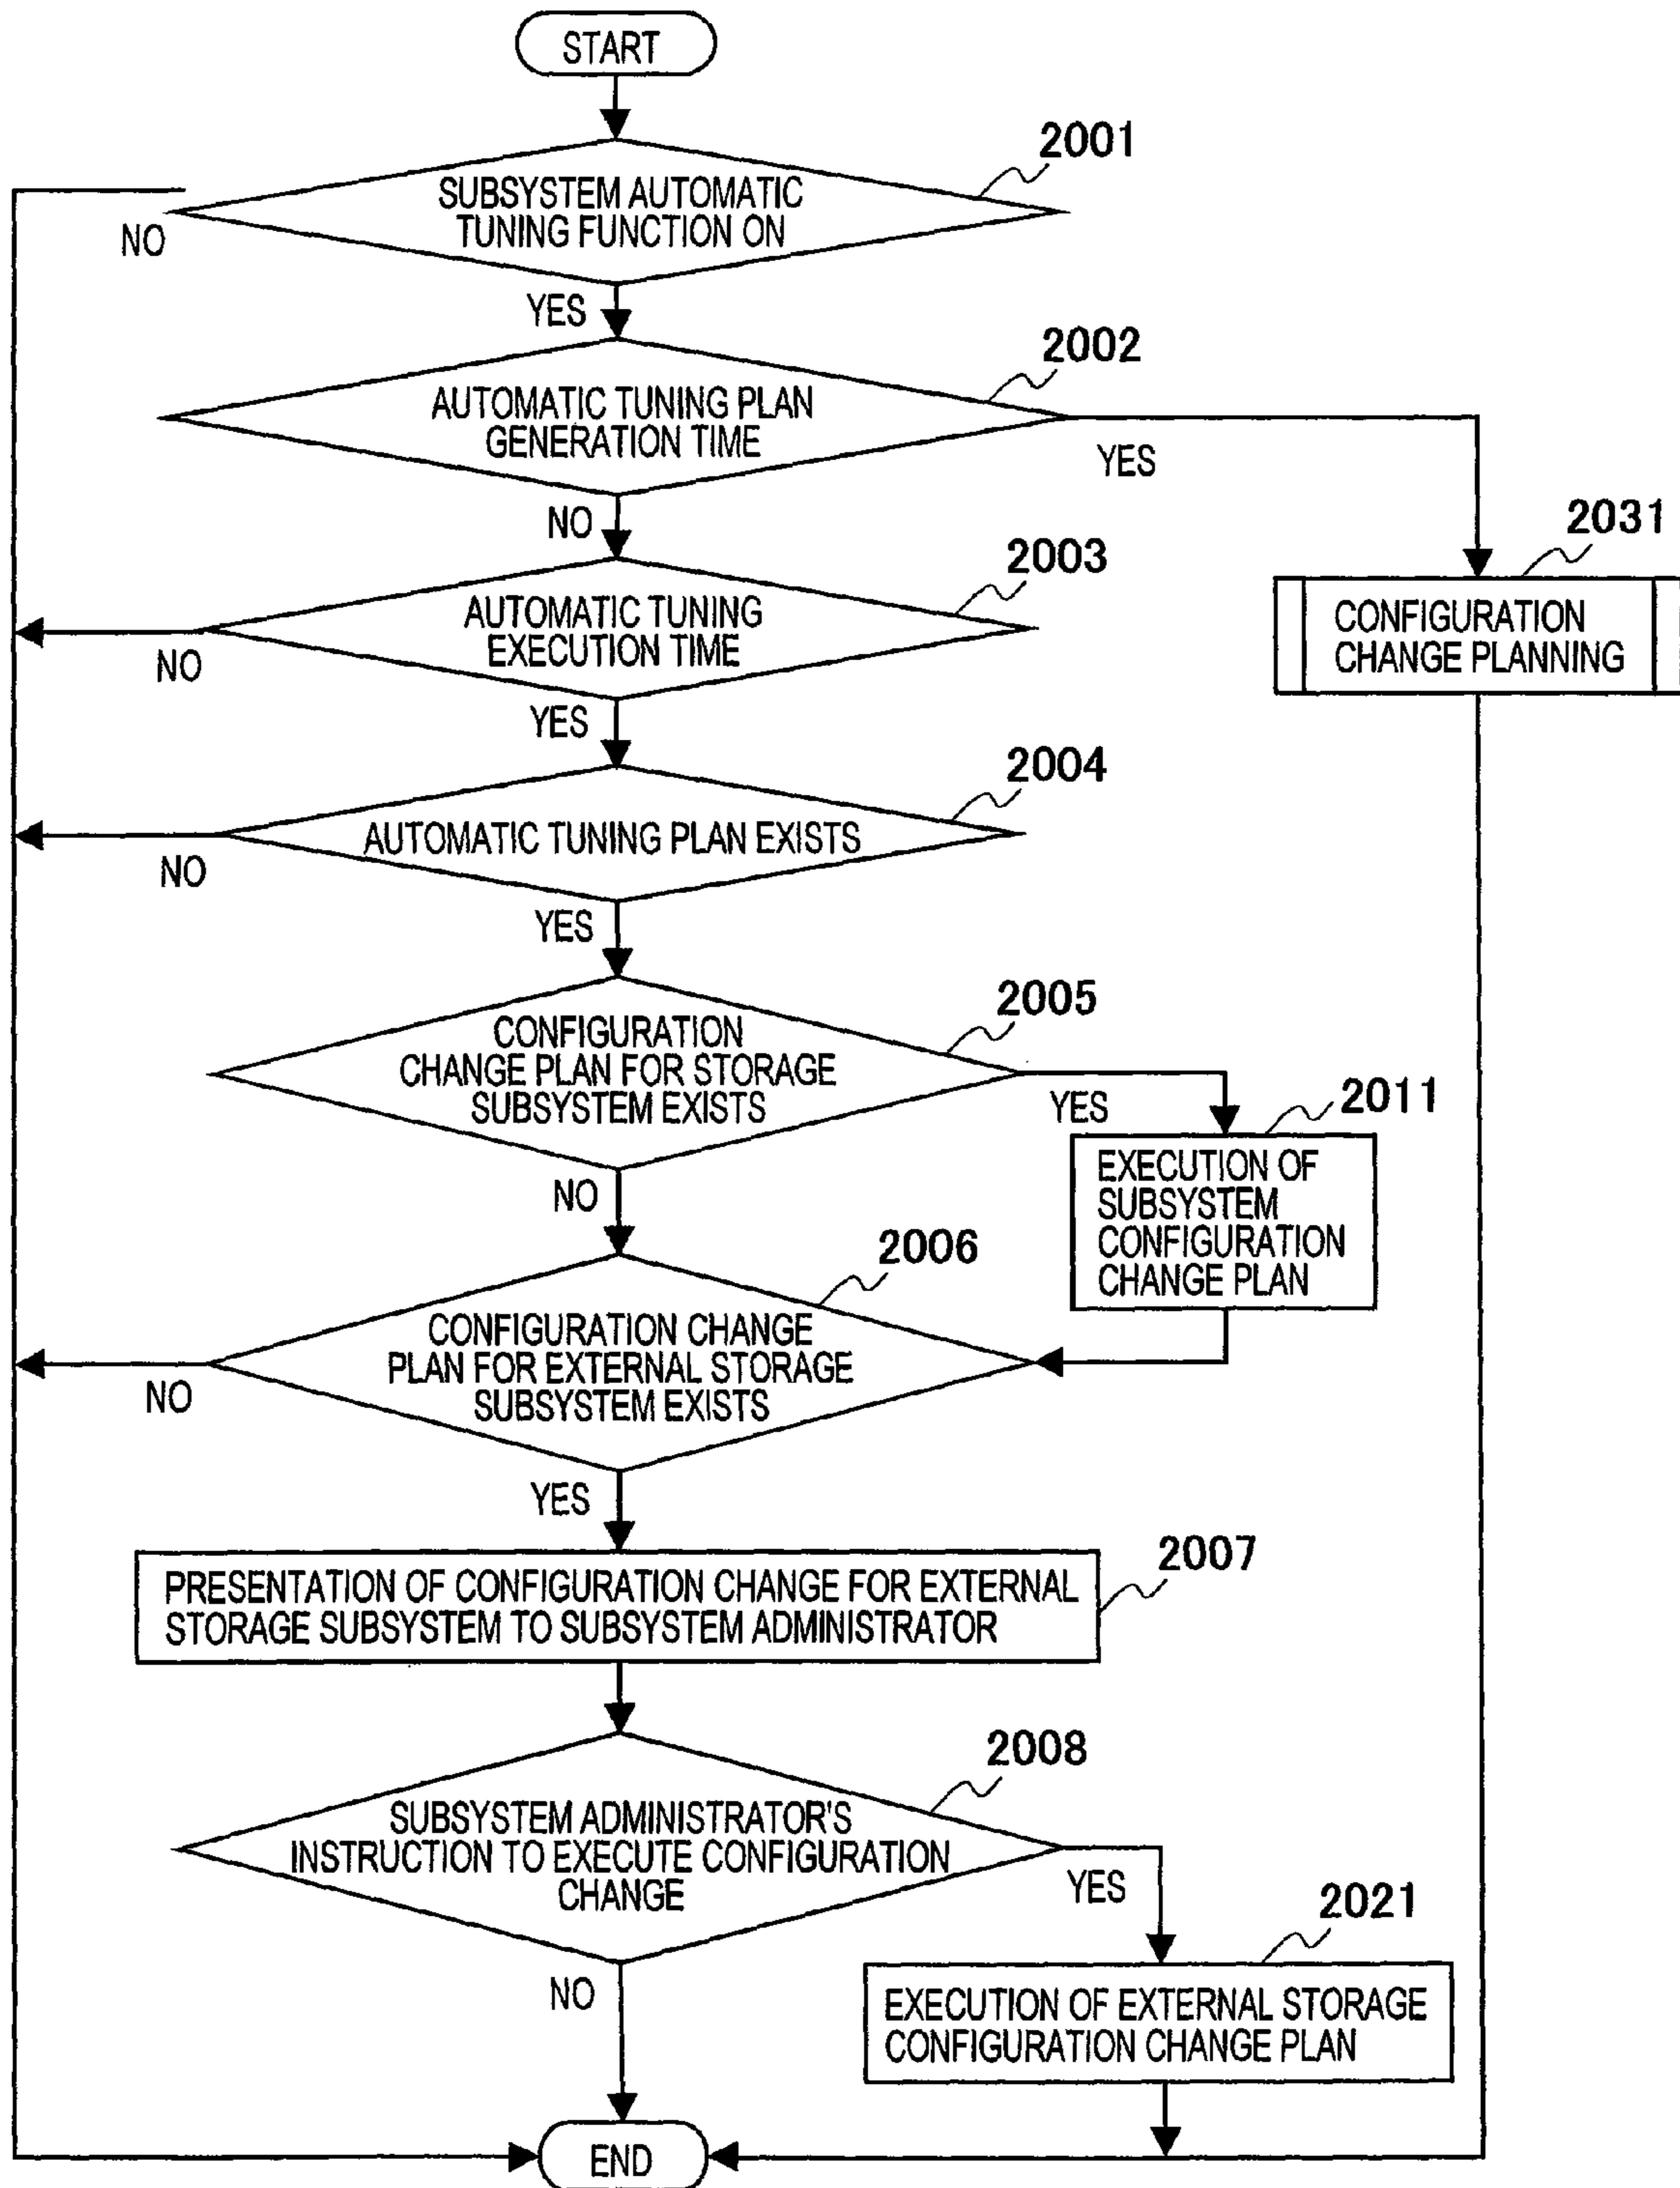 START
2001
SUBSYSTEM AUTOMATIC
TUNING FUNCTION ON
NO
YES
2002
AUTOMATIC TUNING PLAN
GENERATION TIME
YES
NO
2031
CONFIGURATION
CHANGE PLANNING
2003
AUTOMATIC TUNING
EXECUTION TIME
NO
YES
2004
AUTOMATIC TUNING PLAN EXISTS
NO
YES
2005
CONFIGURATION
CHANGE PLAN FOR STORAGE
SUBSYSTEM EXISTS
YES
NO
2011
EXECUTION OF
SUBSYSTEM
CONFIGURATION
CHANGE PLAN
2006
CONFIGURATION CHANGE
PLAN FOR EXTERNAL STORAGE
SUBSYSTEM EXISTS
NO
YES
2007
PRESENTATION OF CONFIGURATION CHANGE FOR EXTERNAL
STORAGE SUBSYSTEM TO SUBSYSTEM ADMINISTRATOR
2008
SUBSYSTEM ADMINISTRATOR'S
INSTRUCTION TO EXECUTE CONFIGURATION
CHANGE
YES
NO
2021
EXECUTION OF EXTERNAL STORAGE
CONFIGURATION CHANGE PLAN
END